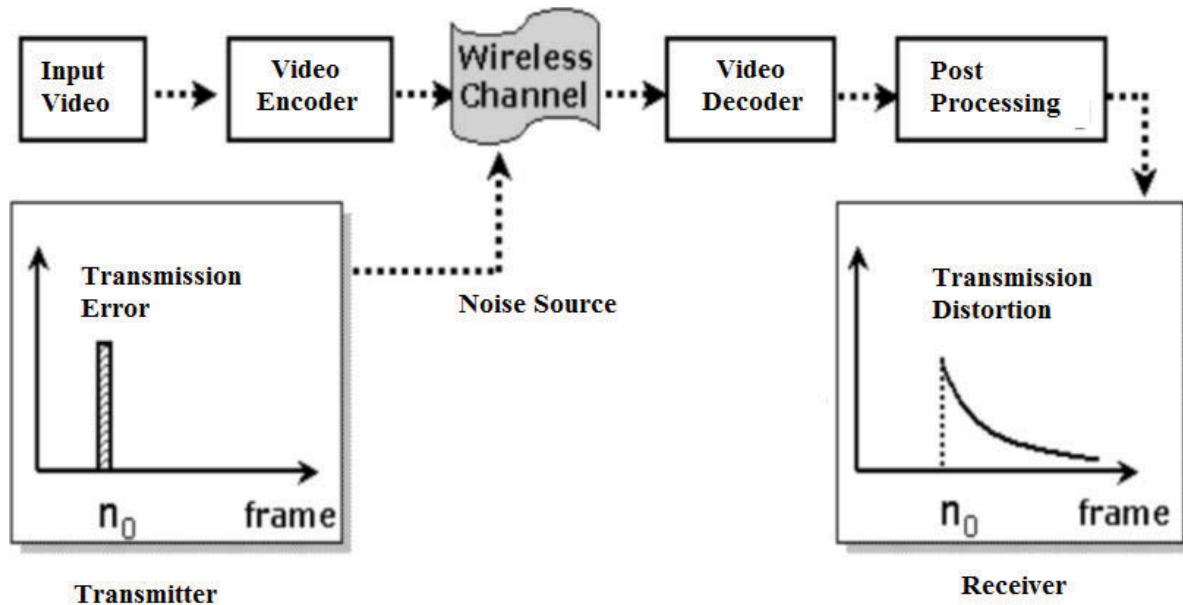 Input
Video
Video
Encoder
Wireless
Channel
Video
Decoder
Post
Processing
Transmission
Error
n₀
frame
Noise Source
Transmission
Distortion
n₀
frame
Transmitter
Receiver